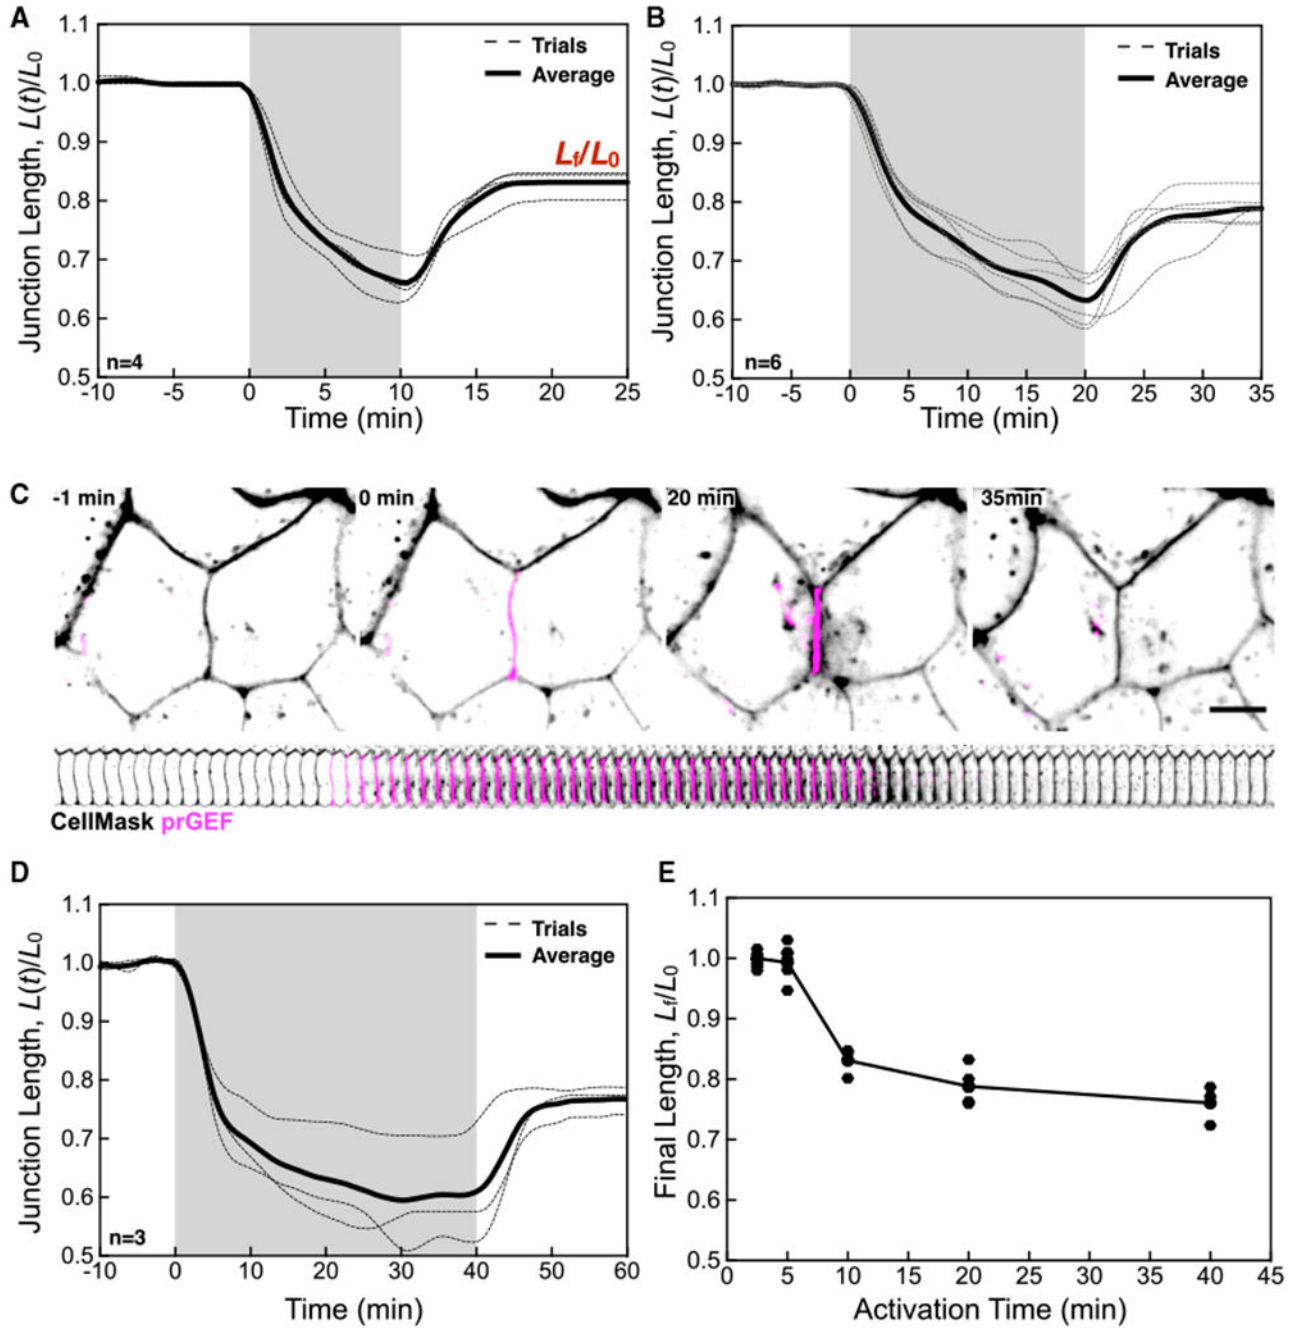 A
1.1
1.0
0.9
0.8
0.7
0.6
0.5
Junction Length, L(t)/L0
Trials
Average
Lf/L0
n=4
-10 -5 0 5 10 15 20 25
Time (min)
B
1.1
1.0
0.9
0.8
0.7
0.6
0.5
Junction Length, L(t)/L0
Trials
Average
n=6
-10 -5 0 5 10 15 20 25 30 35
Time (min)
C
-1 min
0 min
20 min
35min
CellMask prGEF
D
1.1
1.0
0.9
0.8
0.7
0.6
0.5
Junction Length, L(t)/L0
Trials
Average
n=3
-10 0 10 20 30 40 50 60
Time (min)
E
1.1
1.0
0.9
0.8
0.7
0.6
0.5
Final Length, Lf/L0
0 5 10 15 20 25 30 35 40 45
Activation Time (min)